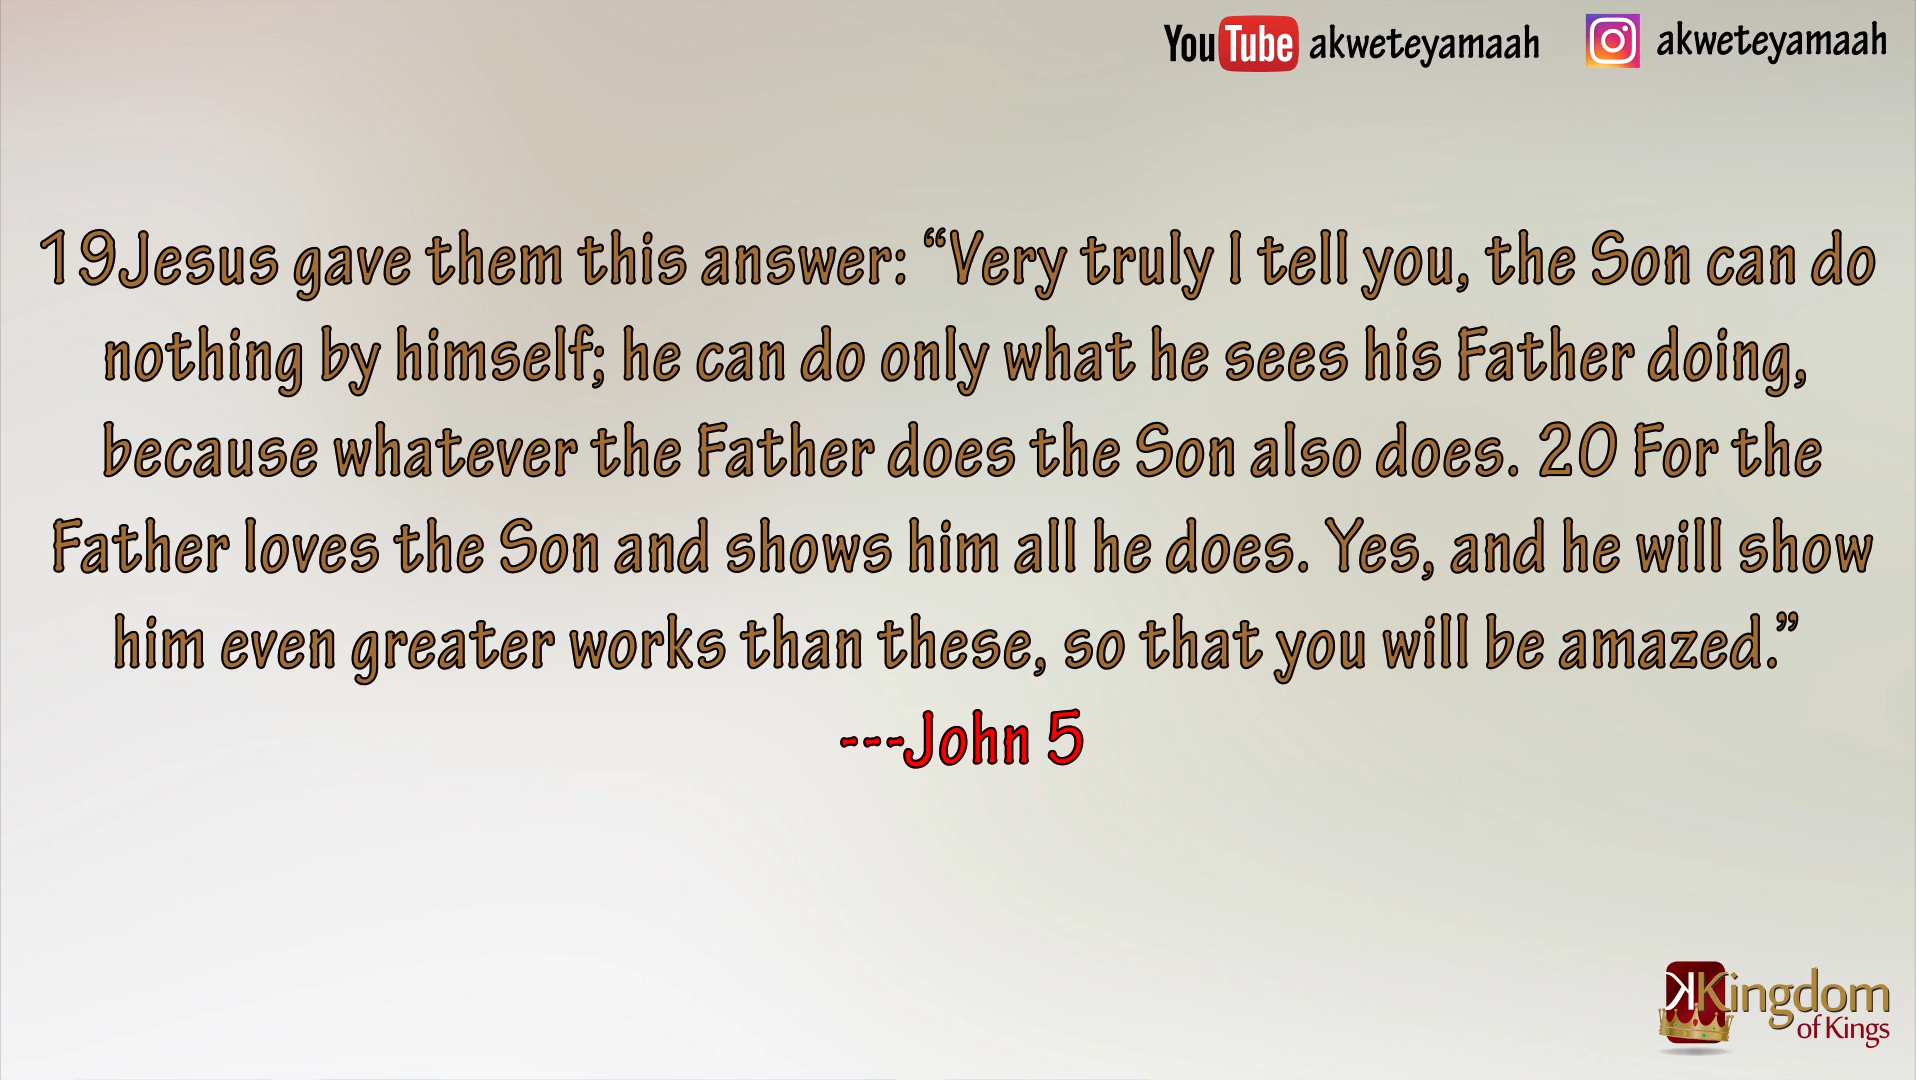 YouTube akweteyamaah akweteyamaah
19Jesus gave them this answer: “Very truly I tell you, the Son can do
nothing by himself; he can do only what he sees his Father doing,
because whatever the Father does the Son also does. 20 For the
Father loves the Son and shows him all he does. Yes, and he will show
him even greater works than these, so that you will be amazed.”
---John 5
KKingdom
of Kings